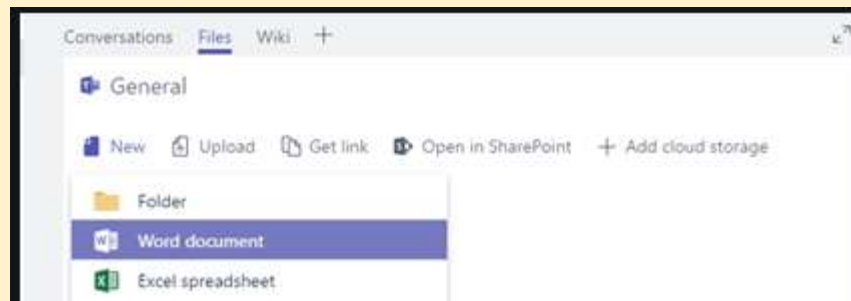 Conversations Files Wiki +
General
New Upload Get link Open in SharePoint + Add cloud storage
Folder
Word document
Excel spreadsheet